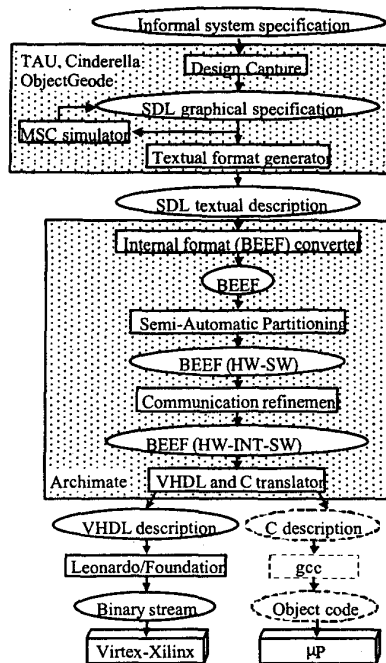 Informal system specification
TAU, Cinderella
ObjectGeode
Design Capture
SDL graphical specification
MSC simulator
Textual format generator
SDL textual description
Internal format (BEEF) converter
BEEF
Semi-Automatic Partitioning
BEEF (HW-SW)
Communication refinement
BEEF (HW-INT-SW)
Archimate
VHDL and C translator
VHDL description
C description
Leonardo/Foundation
gcc
Binary stream
Object code
Virtex-Xilinx
μP